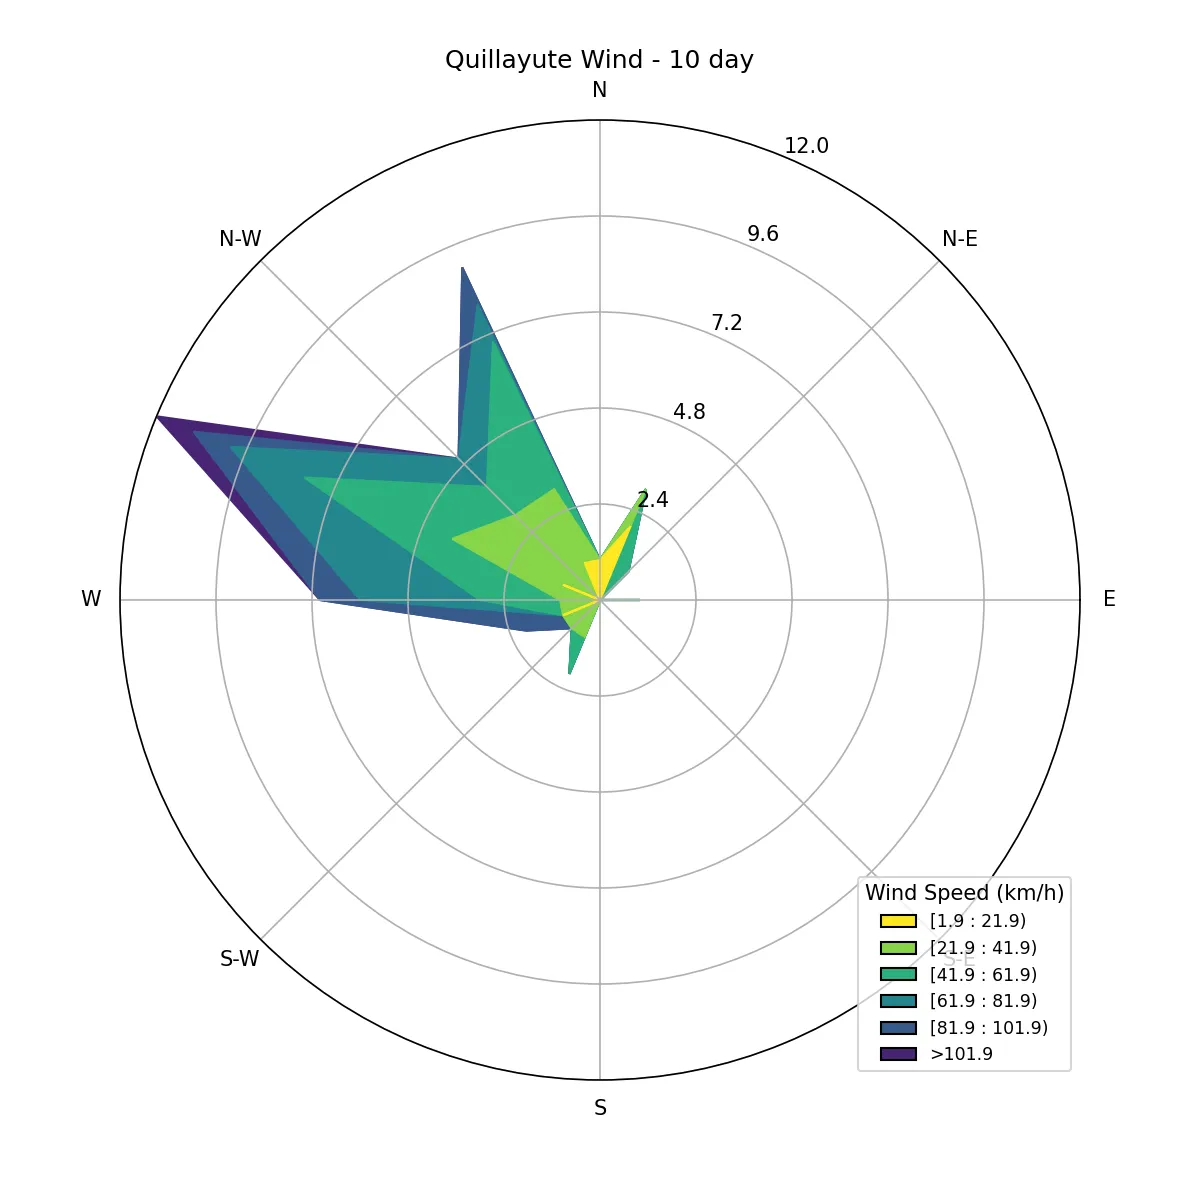 Quillayute Wind - 10 day
N
12.0
N-W
9.6
N-E
7.2
4.8
2.4
W
E
Wind Speed (km/h)
[1.9 : 21.9)
[21.9 : 41.9)
S-W
S-E
[41.9 : 61.9)
[61.9 : 81.9)
[81.9 : 101.9)
>101.9
S